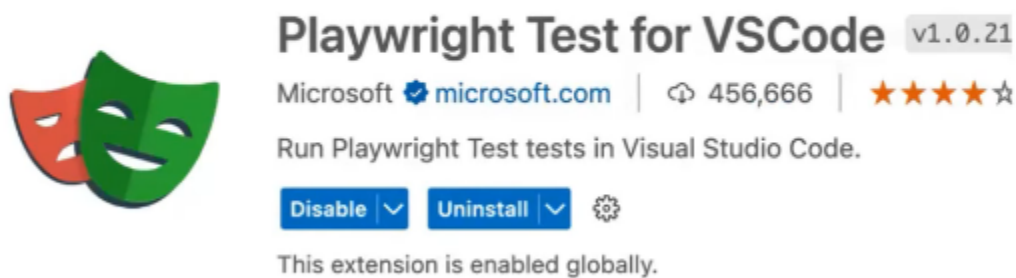 Playwright Test for VSCode v1.0.21
Microsoft microsoft.com 456,666
Run Playwright Test tests in Visual Studio Code.
Disable Uninstall
This extension is enabled globally.